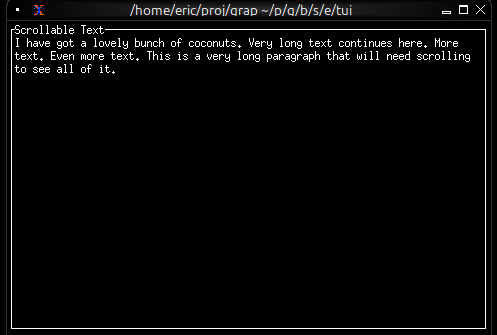 /home/eric/proj/grap ~/p/g/b/s/e/tui
Scrollable Text
I have got a lovely bunch of coconuts. Very long text continues here. More
text. Even more text. This is a very long paragraph that will need scrolling
to see all of it.